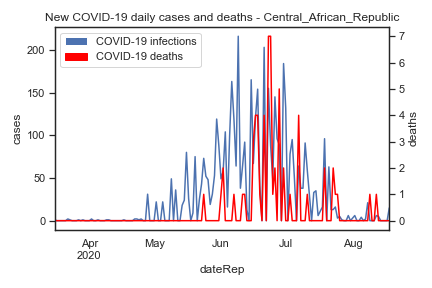 New COVID-19 daily cases and deaths - Central_African_Republic
COVID-19 infections
COVID-19 deaths
200
150
100
50
0
cases
7
6
5
4
3
2
1
0
deaths
Apr
2020
May
Jun
Jul
Aug
dateRep